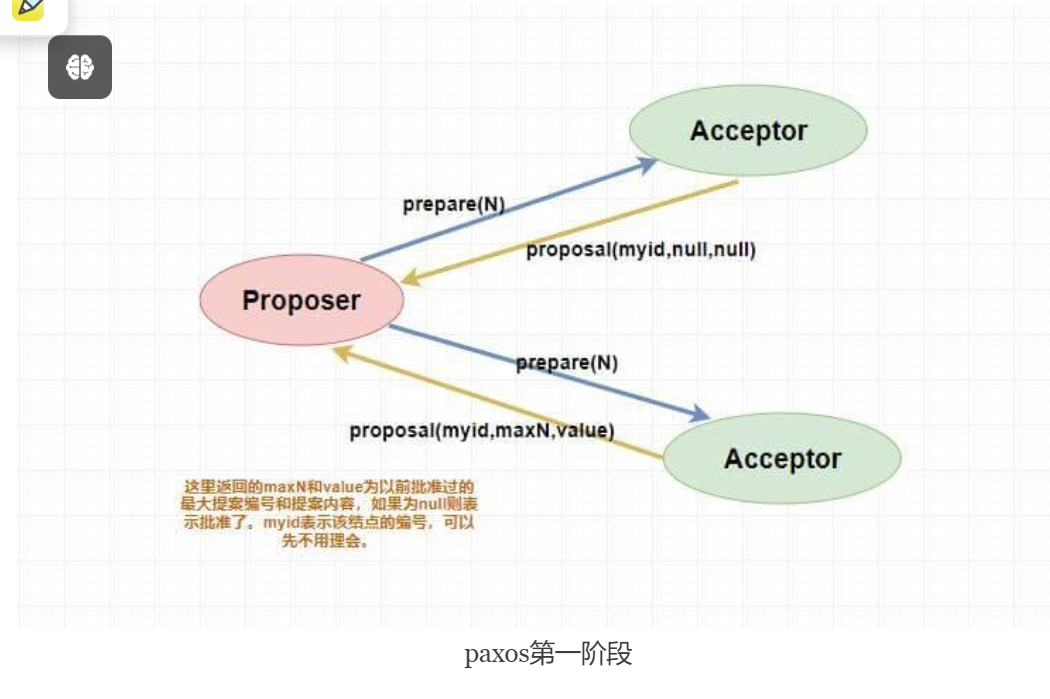 Acceptor
prepare(N)
proposal(myid,null,null)
Proposer
prepare(N)
proposal(myid,maxN,value)
Acceptor
这里返回的maxN和value为以前批准过的
最大提案编号和提案内容，如果为null则表
示批准了。myid表示该结点的编号，可以
先不用理会。
paxos第一阶段